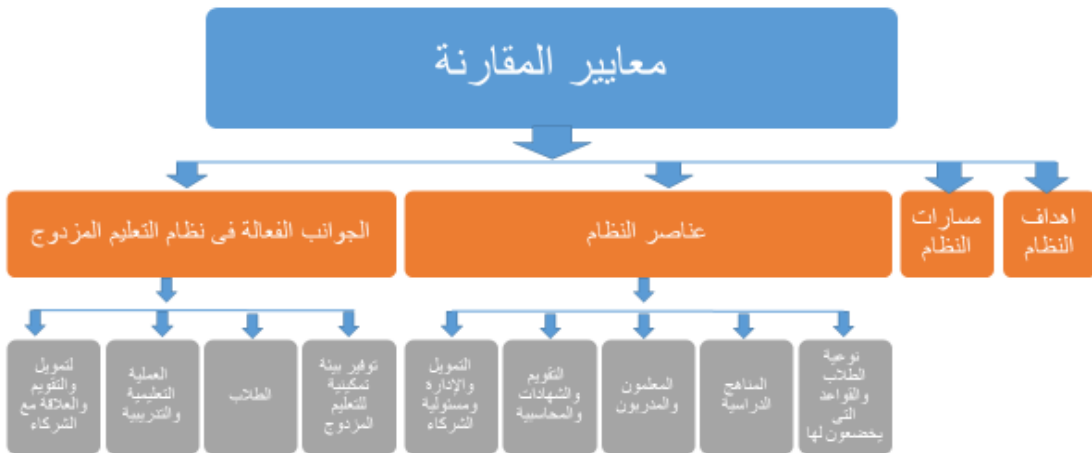 معايير المقارنة
اهداف
النظام
مسارات
النظام
عناصر النظام
الجوانب الفعالة فى نظام التعليم المزدوج
نوعية
الطلاب
والقواعد
التى
يخضعون لها
المناهج
الدراسية
المعلمون
والمدربون
التقويم
والشهادات
والمحاسبية
التمويل
والإدارة
ومسئولية
الشركاء
توفير بيئة
تمكينية
للتعليم
المزدوج
الطلاب
العملية
التعليمية
والتدريبية
لتمويل
والتقويم
والعلاقة مع
الشركاء